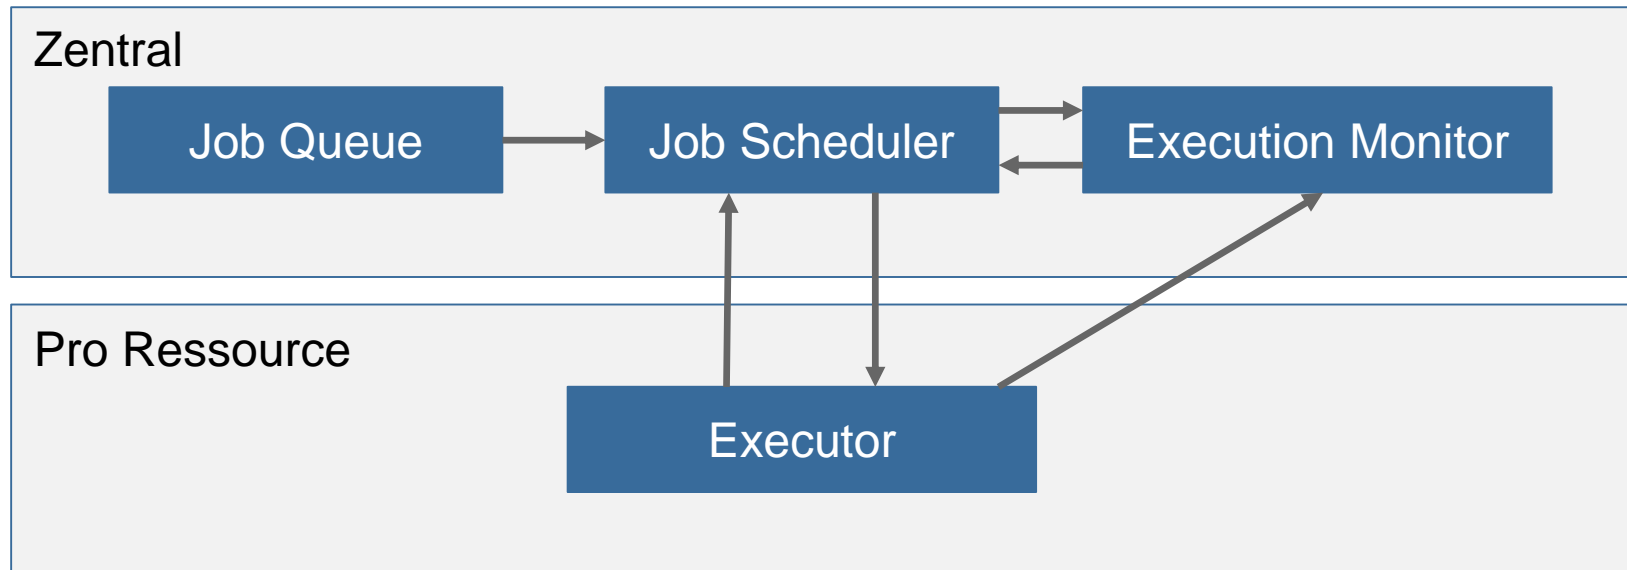 Zentral
Job Queue
Job Scheduler
Execution Monitor
Pro Ressource
Executor